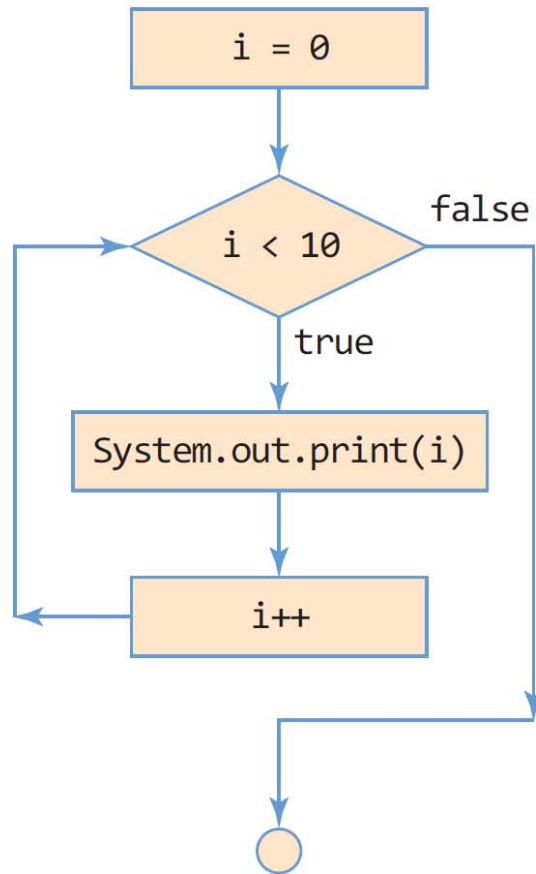 i = 0
i < 10
false
true
System.out.print(i)
i++